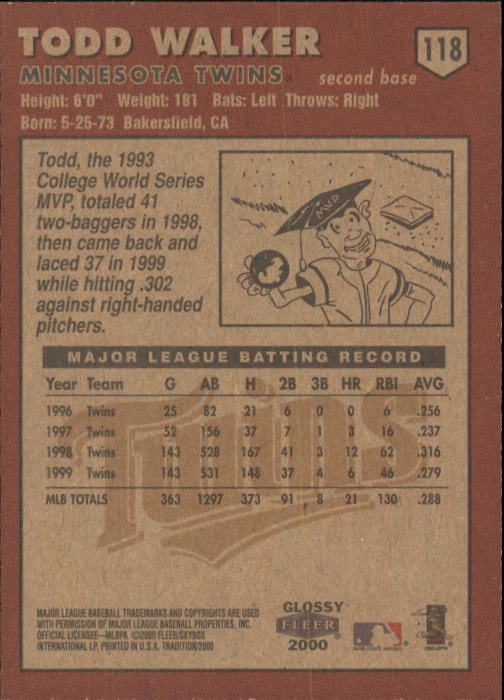 TODD WALKER
118
MINNESOTA TWINS
second base
Height: 6'0" Weight: 181 Bats: Left Throws: Right
Born: 5-25-73 Bakersfield, CA
Todd, the 1993
College World Series
MVP, totaled 41
two-baggers in 1998,
then came back and
laced 37 in 1999
while hitting .302
against right-handed
pitchers.
MVP
MAJOR LEAGUE BATTING RECORD
Year Team G AB H 2B 3B HR RBI AVG
1996 Twins 25 82 21 6 0 0 6 .256
1997 Twins 52 156 37 7 1 3 16 .237
1998 Twins 143 528 167 41 3 12 62 .316
1999 Twins 143 531 148 37 4 6 46 .279
MLB TOTALS 363 1297 373 91 8 21 130 .288
Twins
MAJOR LEAGUE BASEBALL TRADEMARKS AND COPYRIGHTS ARE USED
WITH PERMISSION OF MAJOR LEAGUE BASEBALL PROPERTIES, INC.
OFFICIAL LICENSEE—MLBPA ©2000 FLEER/SKYBOX
INTERNATIONAL LP, PRINTED IN U.S.A. TRADITION/2000
GLOSSY
FLEER
2000